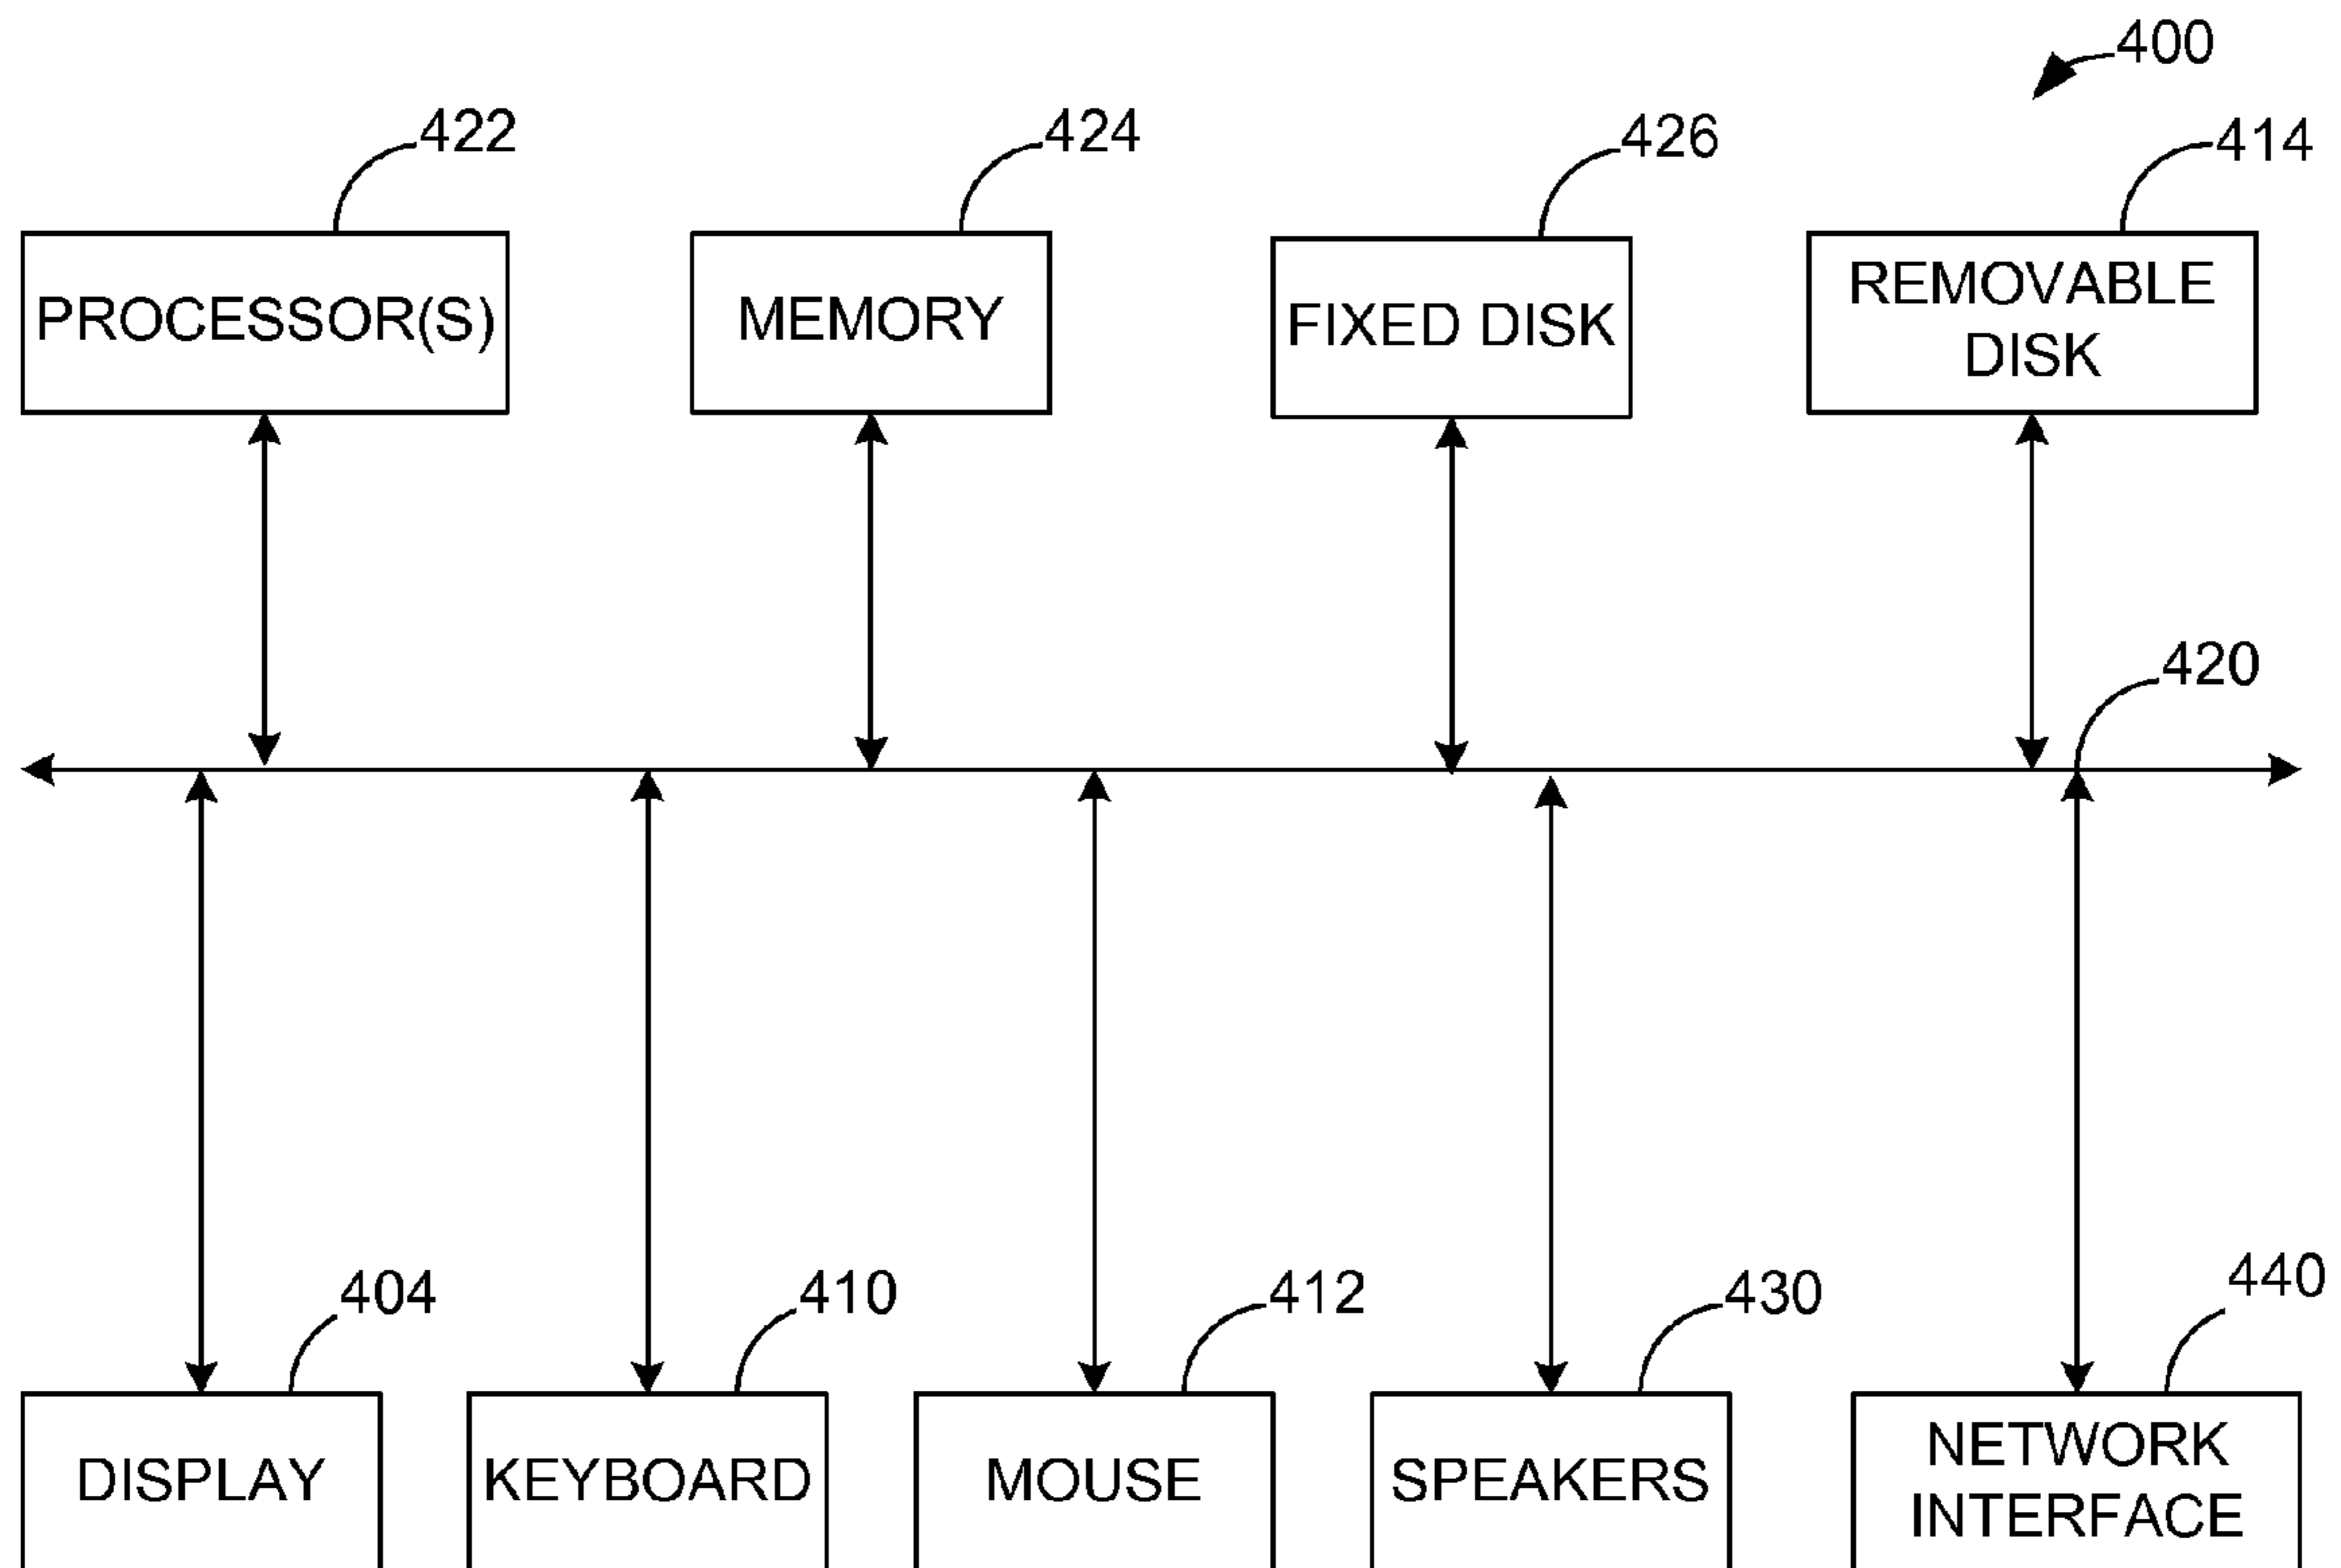 400
422
424
426
414
PROCESSOR(S)
MEMORY
FIXED DISK
REMOVABLE
DISK
420
404
410
412
430
440
DISPLAY
KEYBOARD
MOUSE
SPEAKERS
NETWORK
INTERFACE